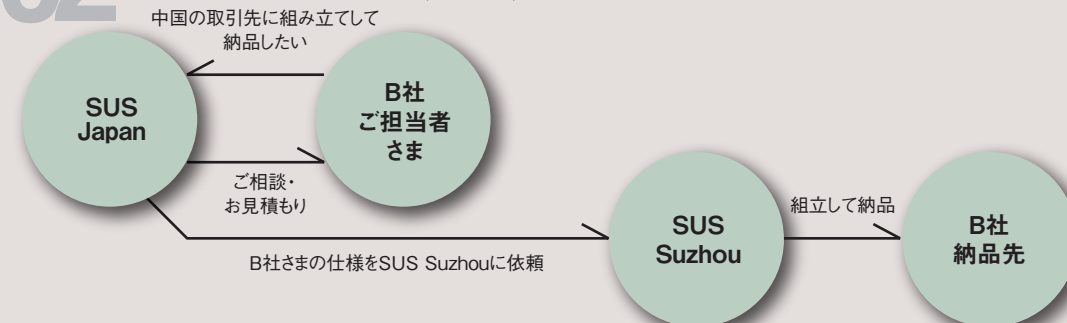 02
中国の取引先に組み立てして
納品したい
SUS
Japan
B社
ご担当者
さま
ご相談・
お見積もり
B社さまの仕様をSUS Suzhouに依頼
SUS
Suzhou
組立して納品
B社
納品先